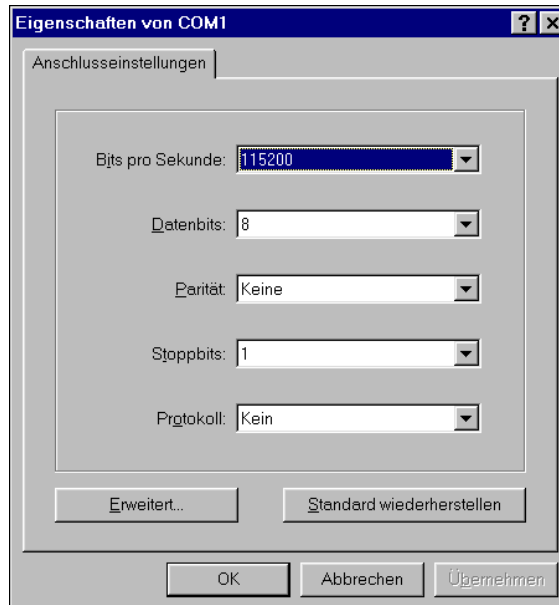 Eigenschaften von COM1
Anschlusseinstellungen
Bits pro Sekunde: 115200
Datenbits: 8
Parität: Keine
Stoppbits: 1
Protokoll: Kein
Erweitert... Standard wiederherstellen
OK Abbrechen Übernehmen